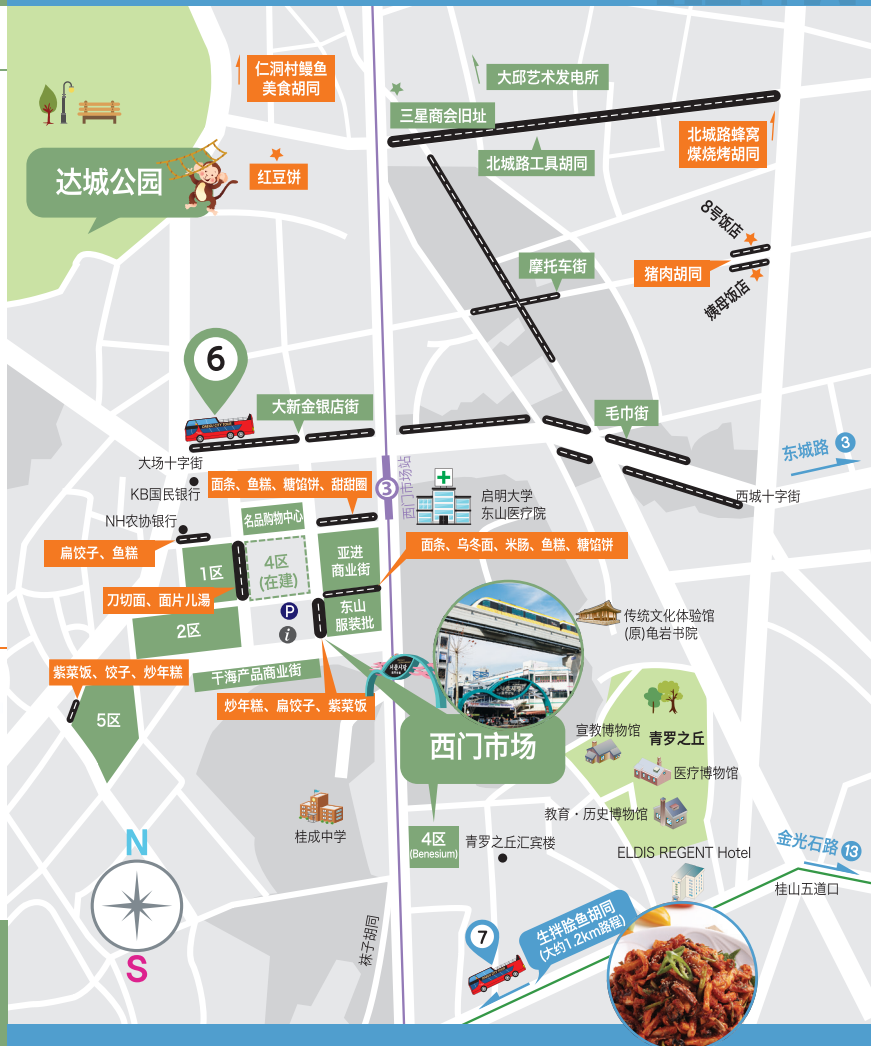 仁洞村鳗鱼
美食胡同
大邱艺术发电所
三星商会旧址
北城路工具胡同
北城路蜂窝
煤烧烤胡同
达城公园
红豆饼
8号饭店
摩托车街
猪肉胡同
姨母饭店
6
大新金银店街
毛巾街
东城路 3
大场十字街
KB国民银行
面条、鱼糕、糖馅饼、甜甜圈
3
西门市场站
启明大学
东山医疗院
西城十字街
NH农协银行
名品购物中心
扁饺子、鱼糕
1区
4区
(在建)
亚进
商业街
面条、乌冬面、米肠、鱼糕、糖馅饼
刀切面、面片儿湯
P
i
东山
服装批
2区
传统文化体验馆
(原)龟岩书院
紫菜饭、饺子、炒年糕
干海产品商业街
5区
炒年糕、扁饺子、紫菜饭
西门市场
宣教博物馆
青罗之丘
医疗博物馆
教育·历史博物馆
桂成中学
4区
(Benesium)
青罗之丘汇宾楼
ELDIS REGENT Hotel
金光石路 13
桂山五道口
N
S
株子胡同
7
生拌脍鱼胡同
(大约1.2km路程)